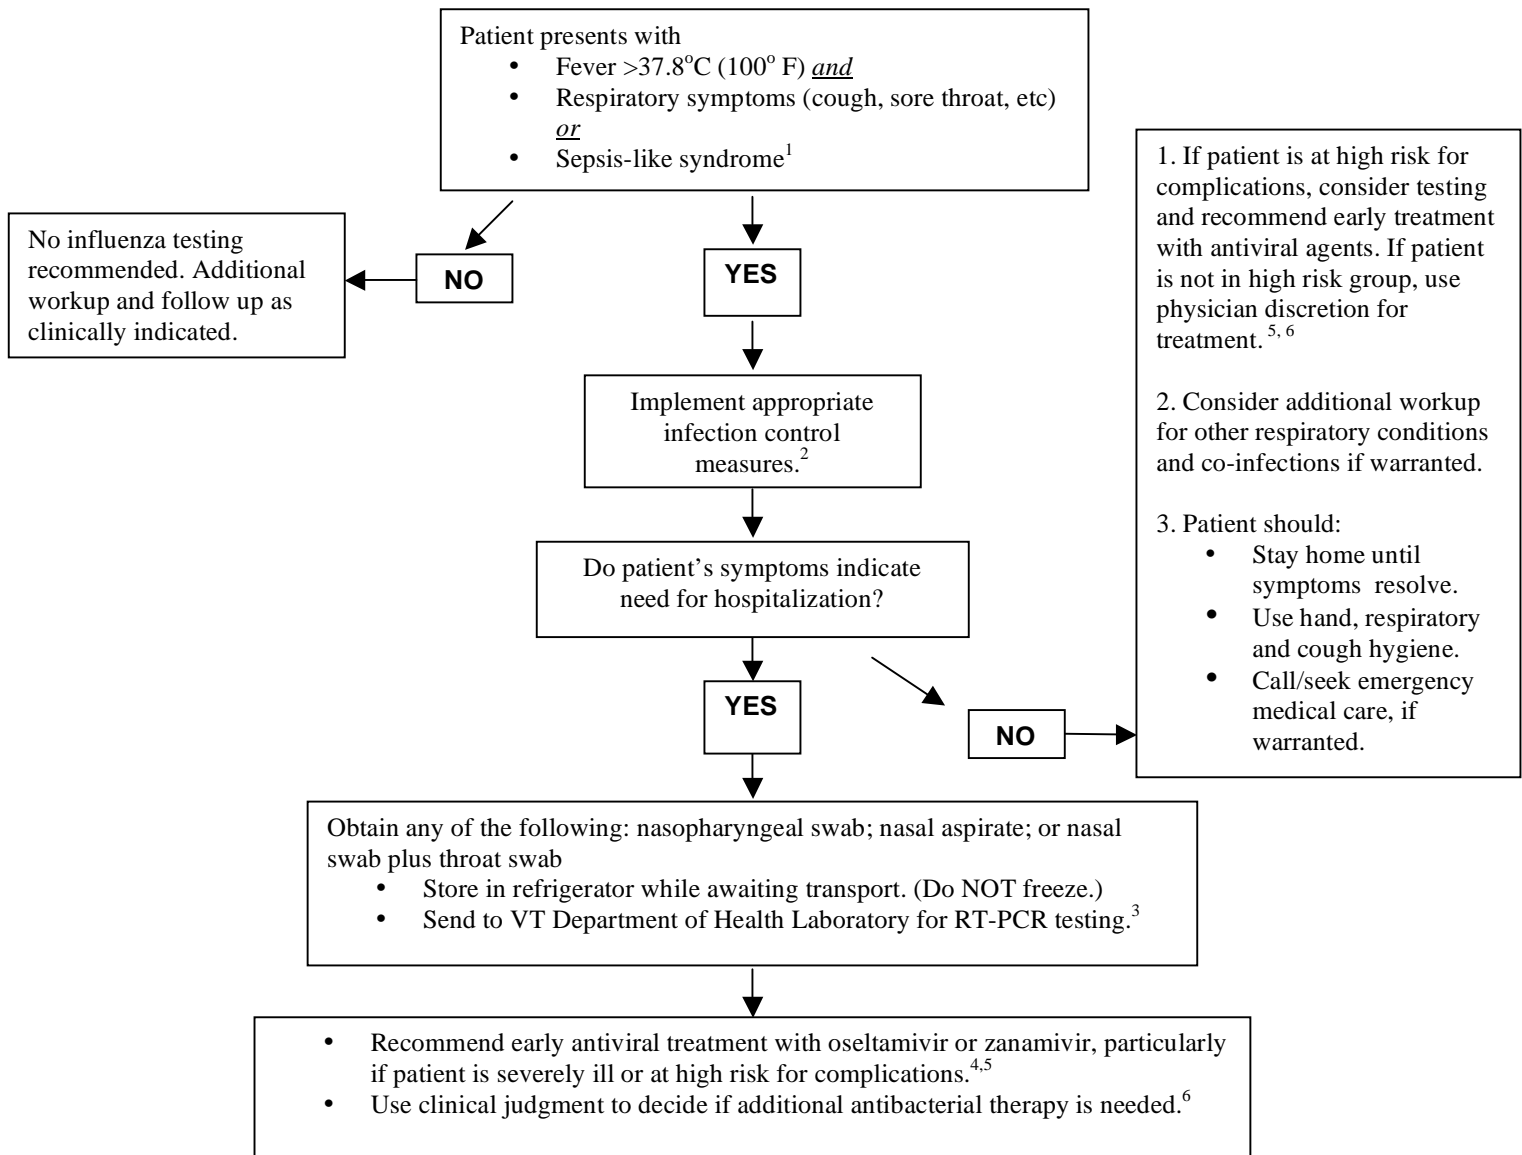 Patient presents with
• Fever >37.8°C (100° F) and
• Respiratory symptoms (cough, sore throat, etc)
or
• Sepsis-like syndrome1
No influenza testing
recommended. Additional
workup and follow up as
clinically indicated.
NO
YES
Implement appropriate
infection control
measures.2
Do patient’s symptoms indicate
need for hospitalization?
YES
NO
1. If patient is at high risk for
complications, consider testing
and recommend early treatment
with antiviral agents. If patient
is not in high risk group, use
physician discretion for
treatment. 5, 6
2. Consider additional workup
for other respiratory conditions
and co-infections if warranted.
3. Patient should:
• Stay home until
symptoms resolve.
• Use hand, respiratory
and cough hygiene.
• Call/seek emergency
medical care, if
warranted.
Obtain any of the following: nasopharyngeal swab; nasal aspirate; or nasal
swab plus throat swab
• Store in refrigerator while awaiting transport. (Do NOT freeze.)
• Send to VT Department of Health Laboratory for RT-PCR testing.3
• Recommend early antiviral treatment with oseltamivir or zanamivir, particularly
if patient is severely ill or at high risk for complications.4,5
• Use clinical judgment to decide if additional antibacterial therapy is needed.6